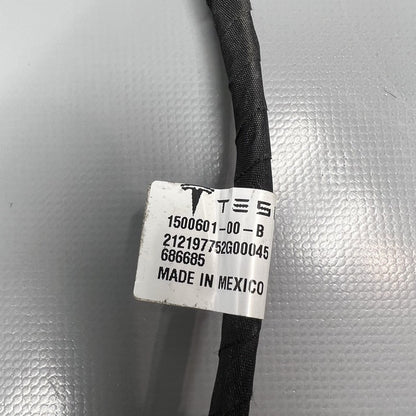 TES
1500601-00-B
212197752G00045
686685
MADE IN MEXICO